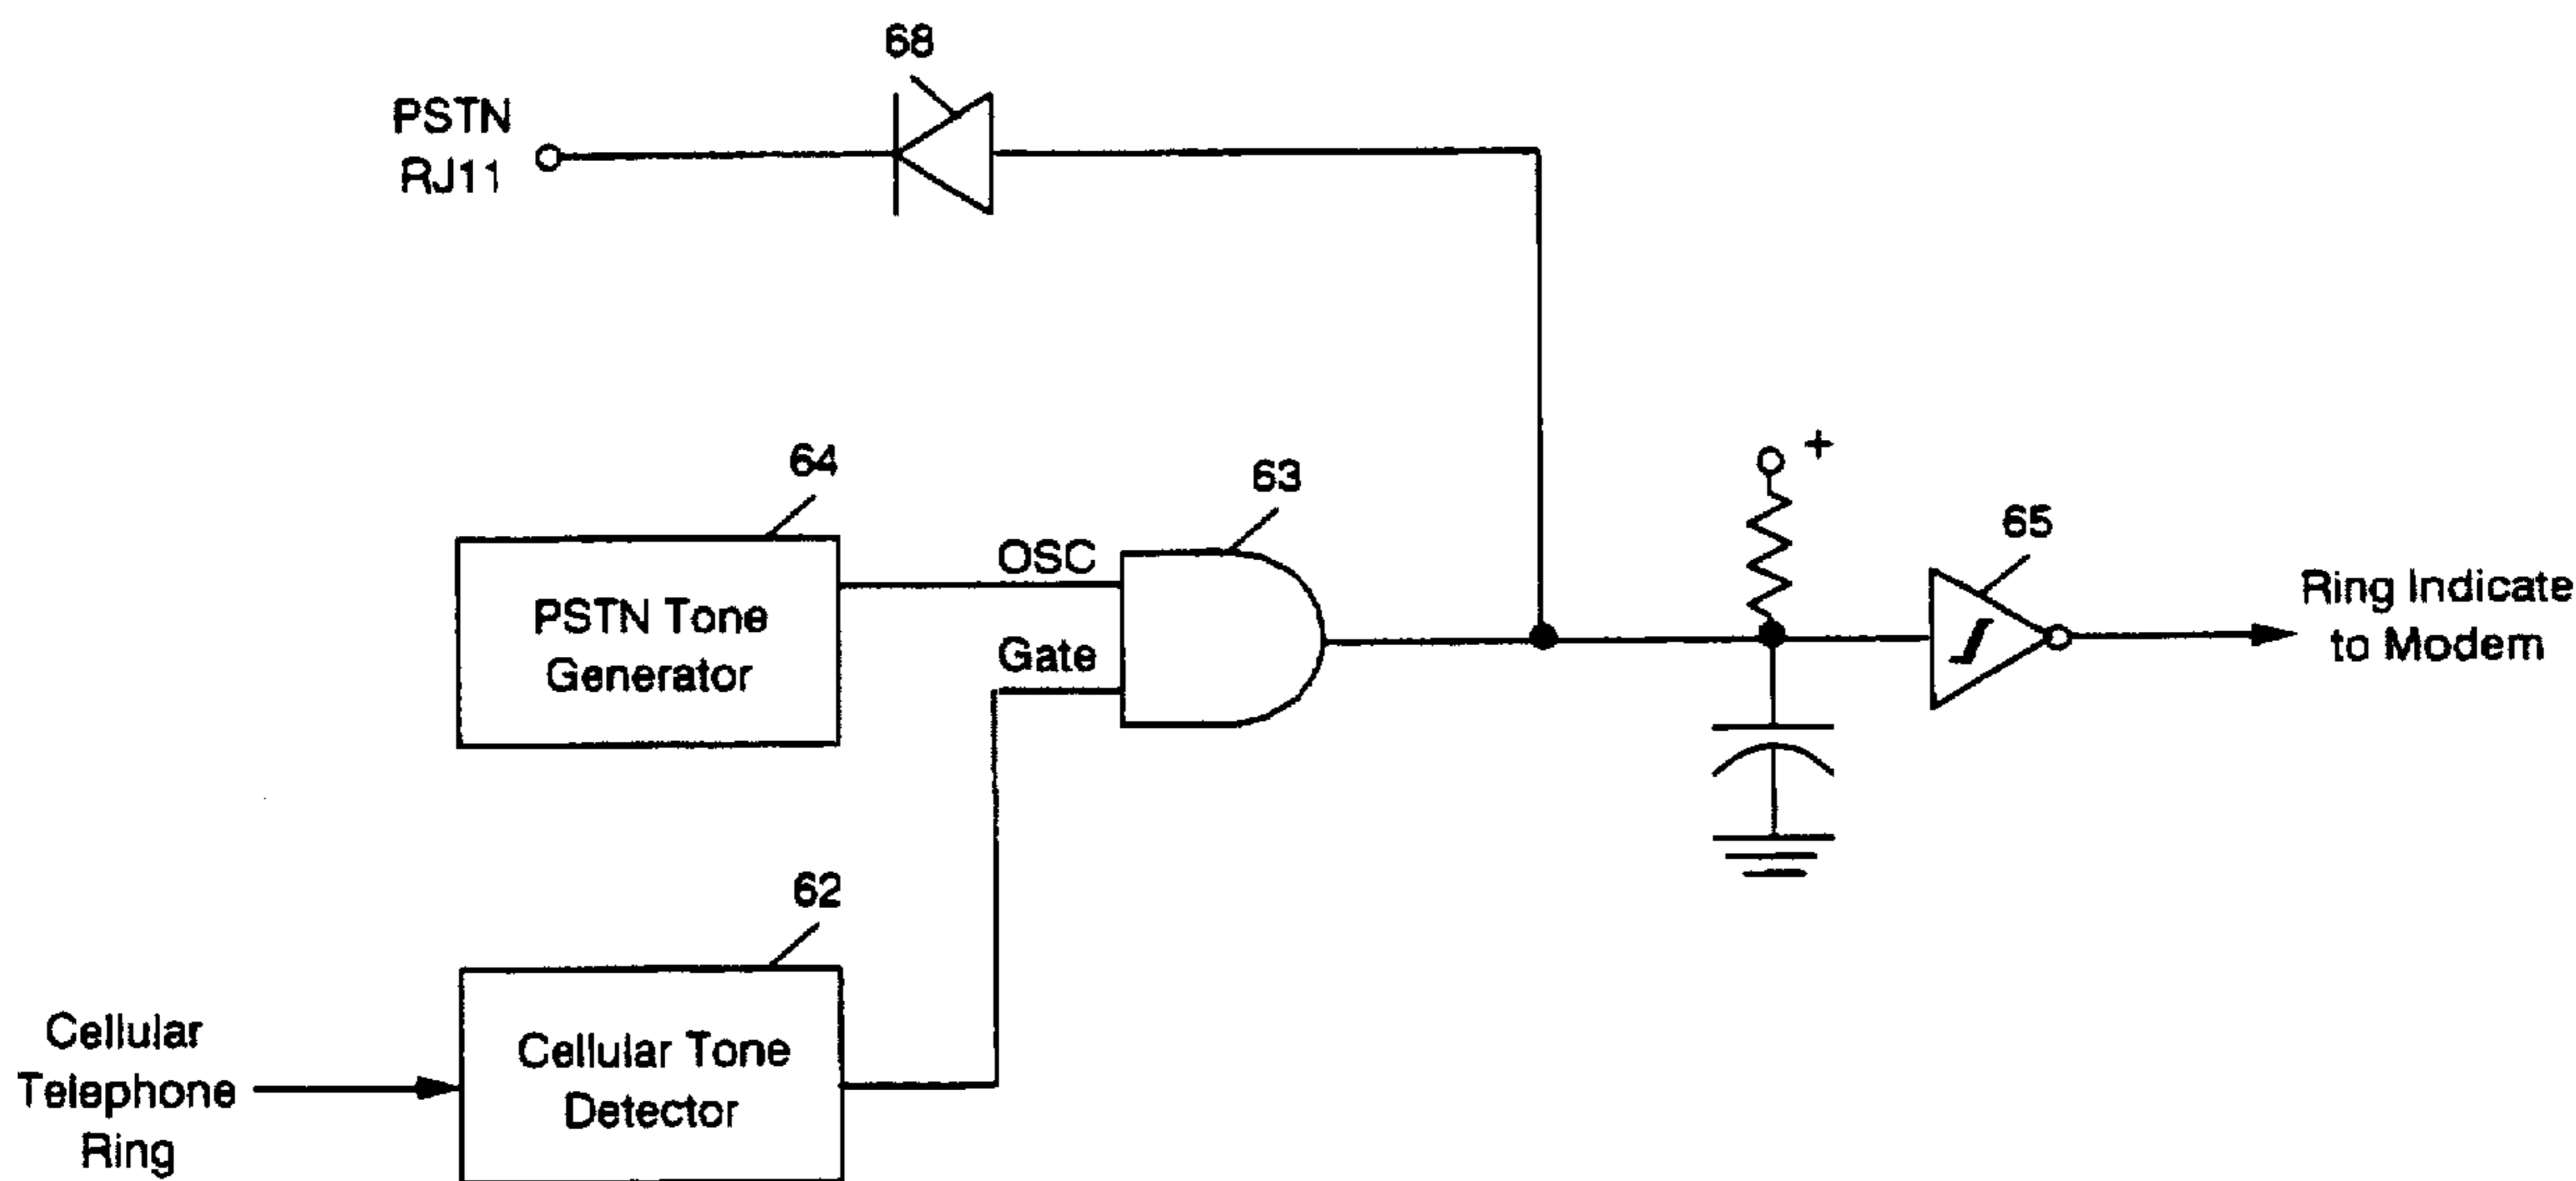 68
PSTN
RJ11
+
64
63
65
OSC
PSTN Tone
Generator
Gate
Ring Indicate
to Modem
62
Cellular
Telephone
Ring
Cellular Tone
Detector